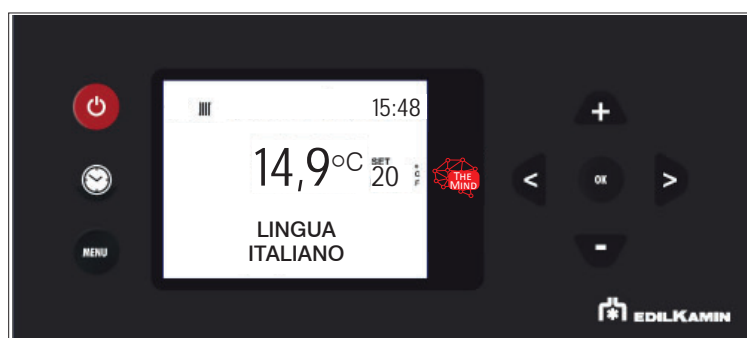 15:48
14,9°C SET 20
°C
F
THE
MIND
< OK >
LINGUA
ITALIANO
MENU
+
-
EDILKAMIN